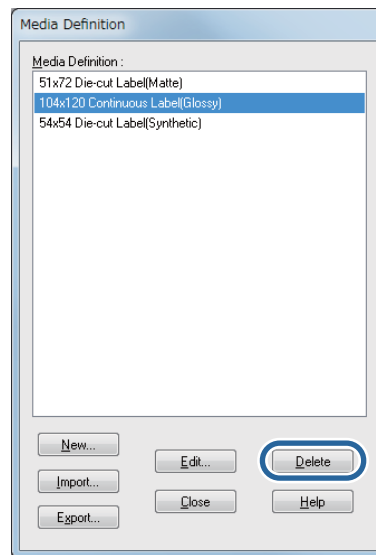 Media Definition
Media Definition :
51x72 Die-cut Label(Matte)
104x120 Continuous Label(Glossy)
54x54 Die-cut Label(Synthetic)
New...
Edit...
Delete
Import...
Close
Help
Export...